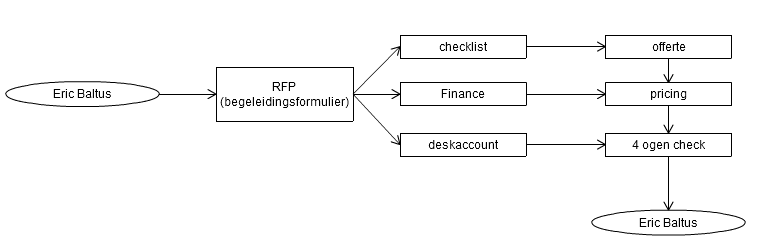 checklist
offerte
Eric Baltus
RFP
(begeleidingsformulier)
Finance
pricing
deskaccount
4 ogen check
Eric Baltus